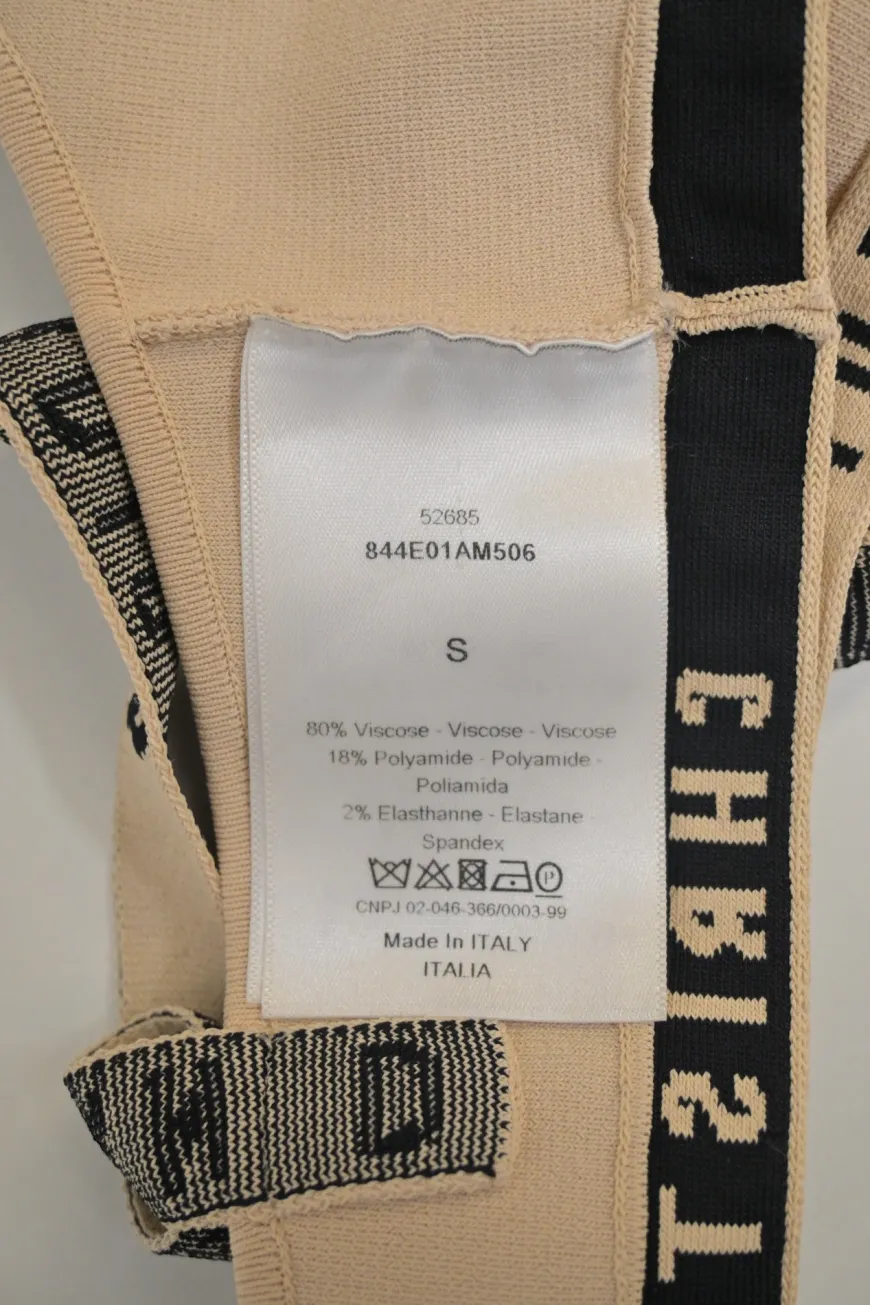 52685
844E01AM506
S
80% Viscose - Viscose - Viscose
18% Polyamide - Polyamide -
Poliamida
2% Elasthanne - Elastane
Spandex
CNPJ 02-046-366/0003-99
Made In ITALY
ITALIA
CHRIST